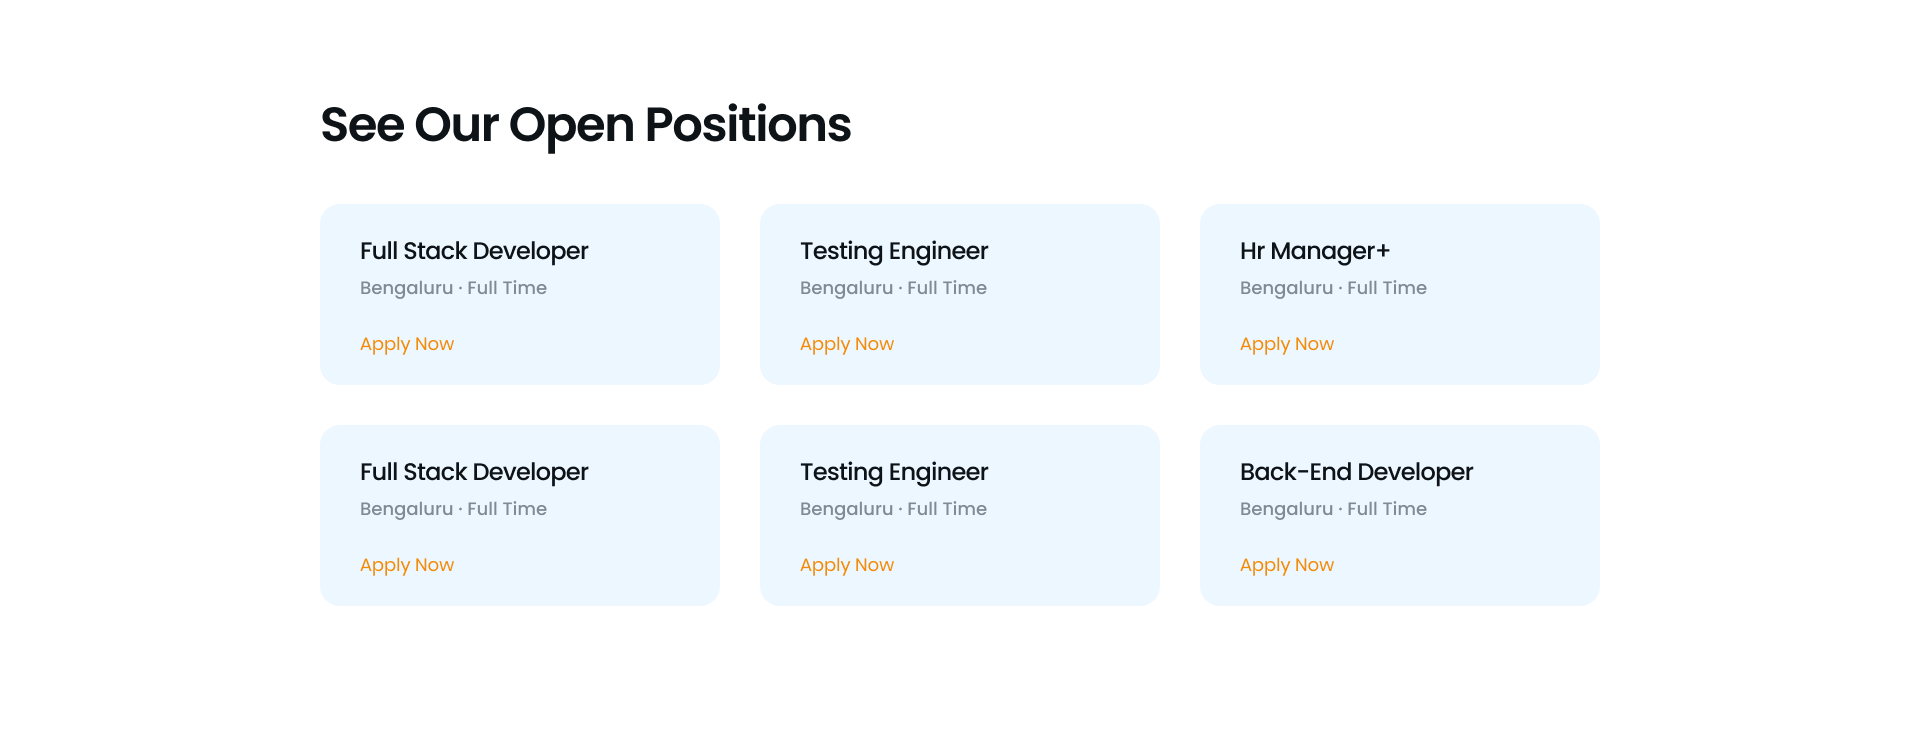 See Our Open Positions
Full Stack Developer
Bengaluru · Full Time
Apply Now
Testing Engineer
Bengaluru · Full Time
Apply Now
Hr Manager+
Bengaluru · Full Time
Apply Now
Full Stack Developer
Bengaluru · Full Time
Apply Now
Testing Engineer
Bengaluru · Full Time
Apply Now
Back-End Developer
Bengaluru · Full Time
Apply Now